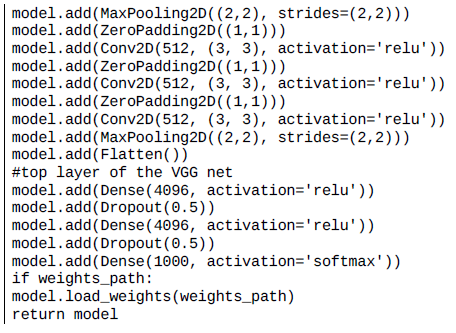 model.add(MaxPooling2D((2,2), strides=(2,2)))
model.add(ZeroPadding2D((1,1)))
model.add(Conv2D(512, (3, 3), activation='relu'))
model.add(ZeroPadding2D((1,1)))
model.add(Conv2D(512, (3, 3), activation='relu'))
model.add(ZeroPadding2D((1,1)))
model.add(Conv2D(512, (3, 3), activation='relu'))
model.add(MaxPooling2D((2,2), strides=(2,2)))
model.add(Flatten())
#top layer of the VGG net
model.add(Dense(4096, activation='relu'))
model.add(Dropout(0.5))
model.add(Dense(4096, activation='relu'))
model.add(Dropout(0.5))
model.add(Dense(1000, activation='softmax'))
if weights_path:
model.load_weights(weights_path)
return model